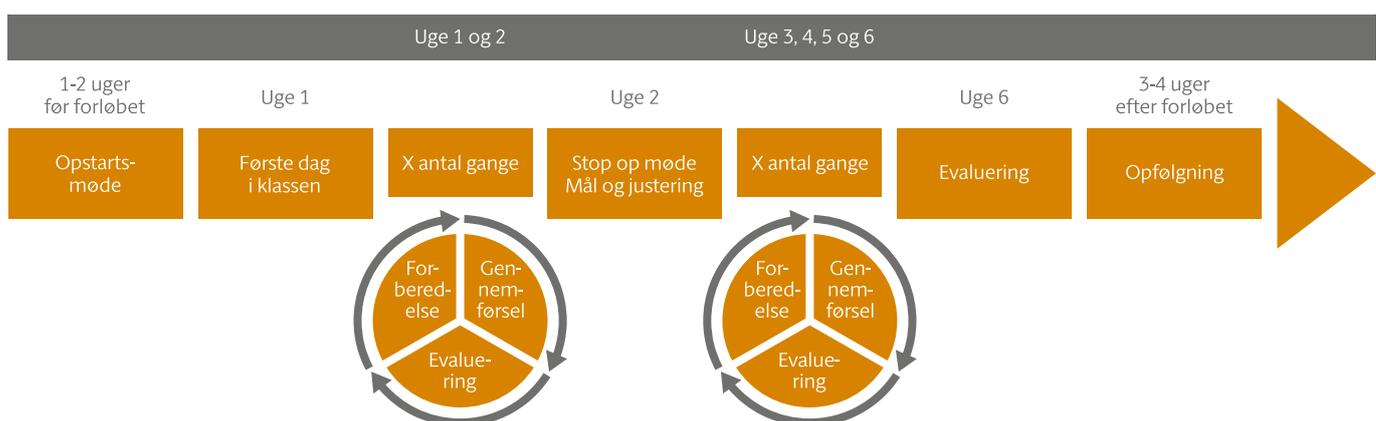 Uge 1 og 2
Uge 3, 4, 5 og 6
1-2 uger
før forløbet
Uge 1
Uge 2
Uge 6
3-4 uger
efter forløbet
Opstarts-
møde
Første dag
i klassen
X antal gange
Stop op møde
Mål og justering
X antal gange
Evaluering
Opfølgning
For-
bered-
else
Gen-
nem-
førsel
Evalue-
ring
For-
bered-
else
Gen-
nem-
førsel
Evalue-
ring